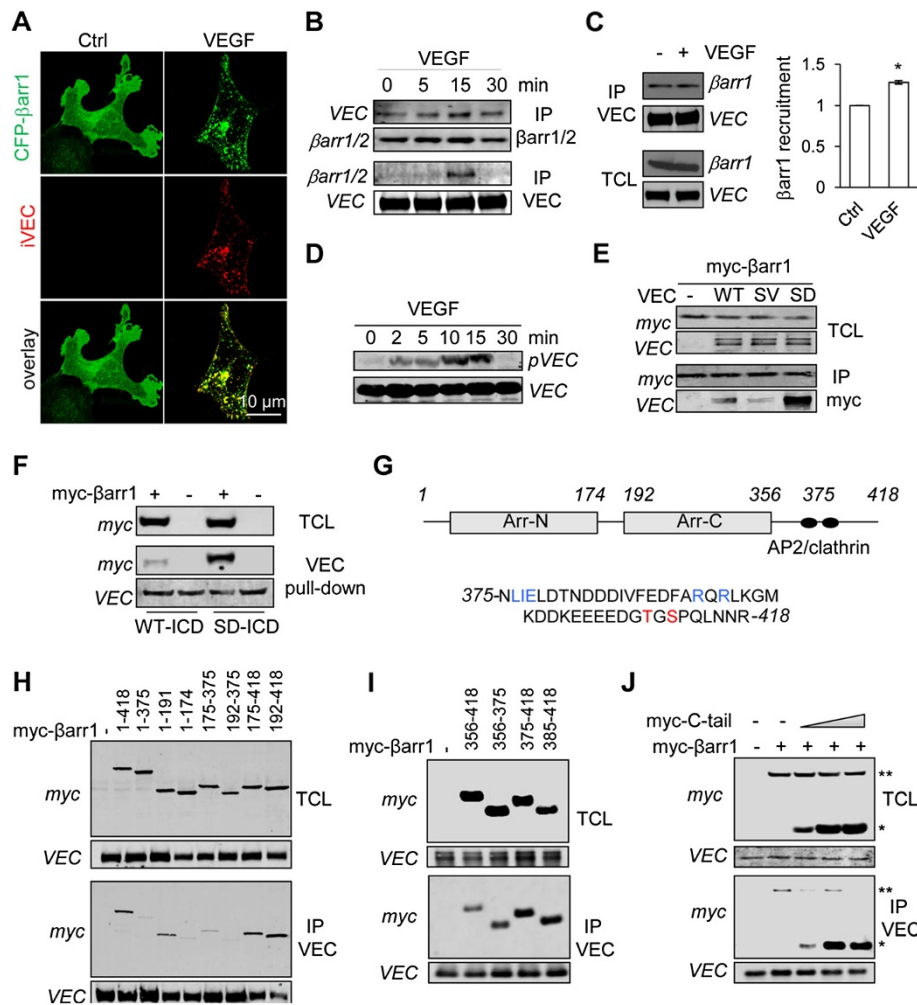 A
Ctrl VEGF
CFP-βarr1
iVEC
overlay
10 µm
B
VEGF
0 5 15 30 min
VEC IP
βarr1/2 βarr1/2
βarr1/2 IP
VEC VEC
C
- + VEGF
IP βarr1
VEC VEC
TCL βarr1
VEC
βarr1 recruitment
1.5
1
0.5
0
*
Ctrl
VEGF
D
VEGF
0 2 5 10 15 30 min
pVEC
VEC
E
myc-βarr1
VEC - WT SV SD
myc TCL
VEC
myc IP
VEC myc
F
myc-βarr1 + - + -
myc TCL
myc VEC
VEC pull-down
WT-ICD SD-ICD
G
1 174 192 356 375 418
Arr-N Arr-C
AP2/clathrin
375-NLIELDTNDDDIVFEDFARQRLKGM
KDDKEEEEDGTGSPQLNNR-418
H
myc-βarr1 - 1-418 1-375 1-191 1-174 175-375 192-375 175-418 192-418
myc TCL
VEC
myc IP
VEC
VEC
I
myc-βarr1 - 356-418 356-375 375-418 385-418
myc TCL
VEC
myc IP
VEC
VEC
J
myc-C-tail - -
myc-βarr1 - + + + +
**
myc TCL
*
VEC
**
myc IP
VEC
*
VEC